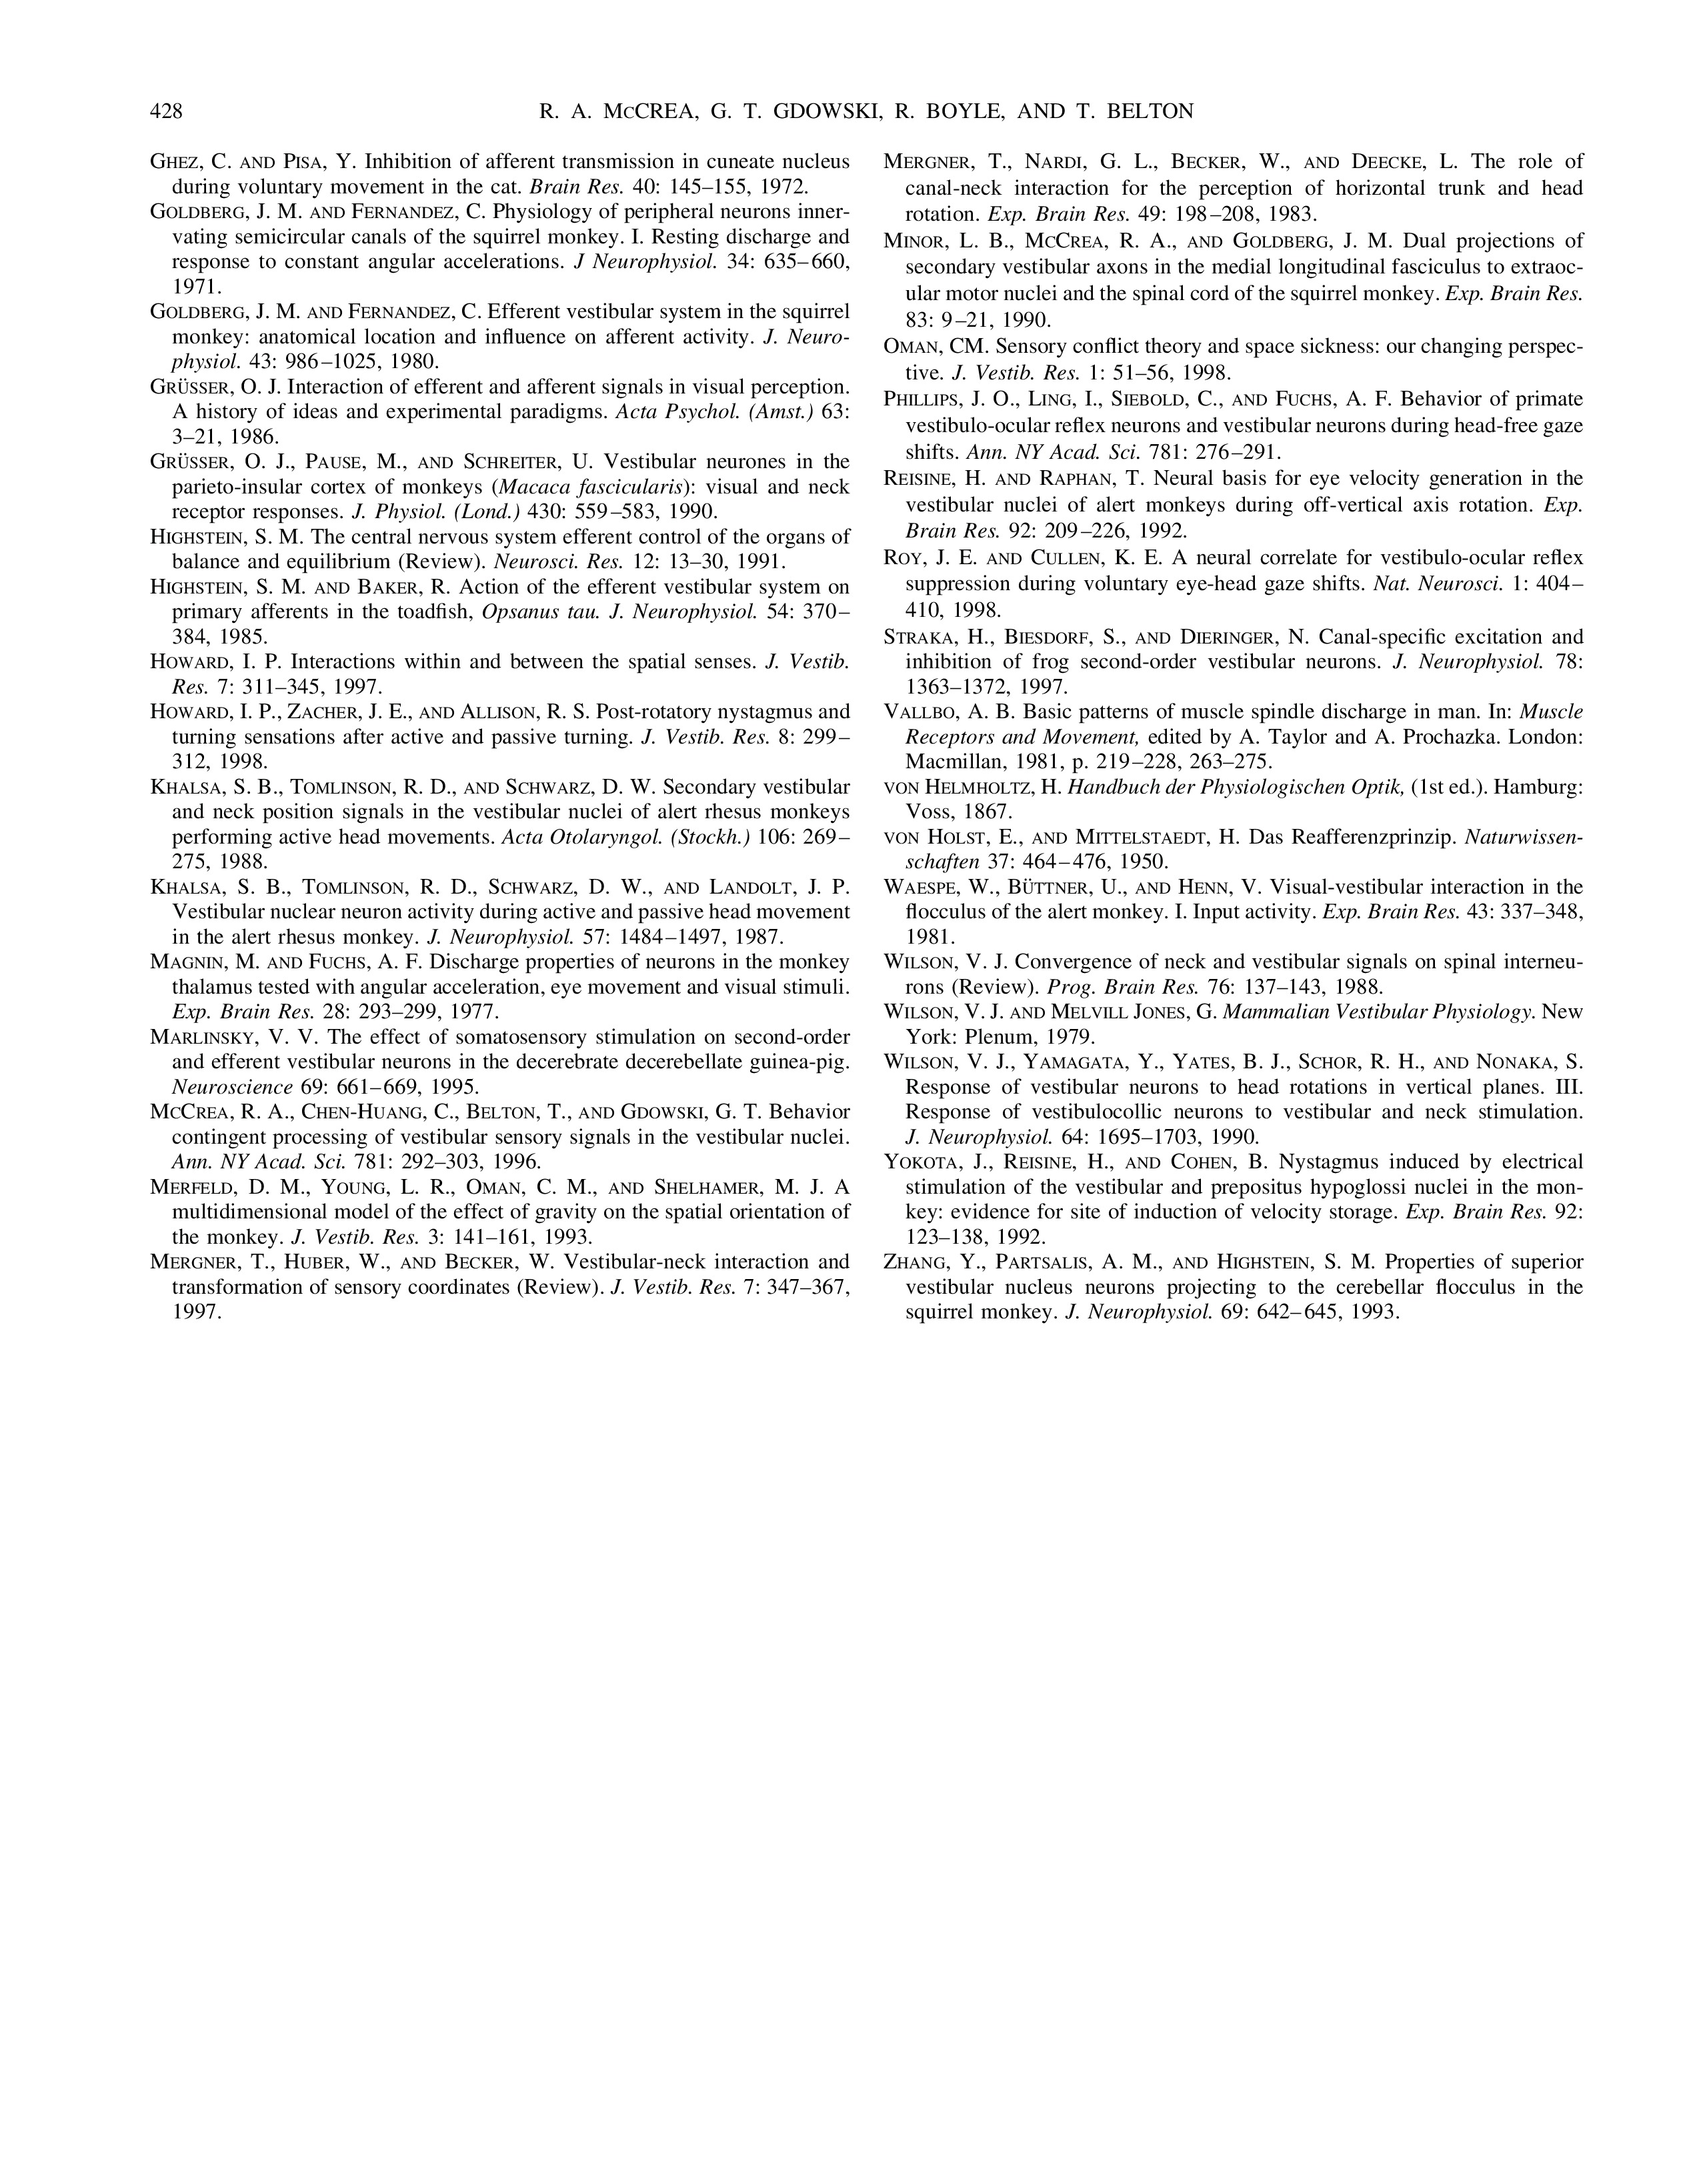 428
R. A. McCREA, G. T. GDOWSKI, R. BOYLE, AND T. BELTON
GHEZ, C. AND PISA, Y. Inhibition of afferent transmission in cuneate nucleus
during voluntary movement in the cat. Brain Res. 40: 145–155, 1972.
GOLDBERG, J. M. AND FERNANDEZ, C. Physiology of peripheral neurons inner-
vating semicircular canals of the squirrel monkey. I. Resting discharge and
response to constant angular accelerations. J Neurophysiol. 34: 635–660,
1971.
GOLDBERG, J. M. AND FERNANDEZ, C. Efferent vestibular system in the squirrel
monkey: anatomical location and influence on afferent activity. J. Neuro-
physiol. 43: 986–1025, 1980.
GRÜSSER, O. J. Interaction of efferent and afferent signals in visual perception.
A history of ideas and experimental paradigms. Acta Psychol. (Amst.) 63:
3–21, 1986.
GRÜSSER, O. J., PAUSE, M., AND SCHREITER, U. Vestibular neurones in the
parieto-insular cortex of monkeys (Macaca fascicularis): visual and neck
receptor responses. J. Physiol. (Lond.) 430: 559–583, 1990.
HIGHSTEIN, S. M. The central nervous system efferent control of the organs of
balance and equilibrium (Review). Neurosci. Res. 12: 13–30, 1991.
HIGHSTEIN, S. M. AND BAKER, R. Action of the efferent vestibular system on
primary afferents in the toadfish, Opsanus tau. J. Neurophysiol. 54: 370–
384, 1985.
HOWARD, I. P. Interactions within and between the spatial senses. J. Vestib.
Res. 7: 311–345, 1997.
HOWARD, I. P., ZACHER, J. E., AND ALLISON, R. S. Post-rotatory nystagmus and
turning sensations after active and passive turning. J. Vestib. Res. 8: 299–
312, 1998.
KHALSA, S. B., TOMLINSON, R. D., AND SCHWARZ, D. W. Secondary vestibular
and neck position signals in the vestibular nuclei of alert rhesus monkeys
performing active head movements. Acta Otolaryngol. (Stockh.) 106: 269–
275, 1988.
KHALSA, S. B., TOMLINSON, R. D., SCHWARZ, D. W., AND LANDOLT, J. P.
Vestibular nuclear neuron activity during active and passive head movement
in the alert rhesus monkey. J. Neurophysiol. 57: 1484–1497, 1987.
MAGNIN, M. AND FUCHS, A. F. Discharge properties of neurons in the monkey
thalamus tested with angular acceleration, eye movement and visual stimuli.
Exp. Brain Res. 28: 293–299, 1977.
MARLINSKY, V. V. The effect of somatosensory stimulation on second-order
and efferent vestibular neurons in the decerebrate decerebellate guinea-pig.
Neuroscience 69: 661–669, 1995.
MCCREA, R. A., CHEN-HUANG, C., BELTON, T., AND GDOWSKI, G. T. Behavior
contingent processing of vestibular sensory signals in the vestibular nuclei.
Ann. NY Acad. Sci. 781: 292–303, 1996.
MERFELD, D. M., YOUNG, L. R., OMAN, C. M., AND SHELHAMER, M. J. A
multidimensional model of the effect of gravity on the spatial orientation of
the monkey. J. Vestib. Res. 3: 141–161, 1993.
MERGNER, T., HUBER, W., AND BECKER, W. Vestibular-neck interaction and
transformation of sensory coordinates (Review). J. Vestib. Res. 7: 347–367,
1997.
MERGNER, T., NARDI, G. L., BECKER, W., AND DEECKE, L. The role of
canal-neck interaction for the perception of horizontal trunk and head
rotation. Exp. Brain Res. 49: 198–208, 1983.
MINOR, L. B., MCCREA, R. A., AND GOLDBERG, J. M. Dual projections of
secondary vestibular axons in the medial longitudinal fasciculus to extraoc-
ular motor nuclei and the spinal cord of the squirrel monkey. Exp. Brain Res.
83: 9–21, 1990.
OMAN, CM. Sensory conflict theory and space sickness: our changing perspec-
tive. J. Vestib. Res. 1: 51–56, 1998.
PHILLIPS, J. O., LING, I., SIEBOLD, C., AND FUCHS, A. F. Behavior of primate
vestibulo-ocular reflex neurons and vestibular neurons during head-free gaze
shifts. Ann. NY Acad. Sci. 781: 276–291.
REISINE, H. AND RAPHAN, T. Neural basis for eye velocity generation in the
vestibular nuclei of alert monkeys during off-vertical axis rotation. Exp.
Brain Res. 92: 209–226, 1992.
ROY, J. E. AND CULLEN, K. E. A neural correlate for vestibulo-ocular reflex
suppression during voluntary eye-head gaze shifts. Nat. Neurosci. 1: 404–
410, 1998.
STRAKA, H., BIESDORF, S., AND DIERINGER, N. Canal-specific excitation and
inhibition of frog second-order vestibular neurons. J. Neurophysiol. 78:
1363–1372, 1997.
VALLBO, A. B. Basic patterns of muscle spindle discharge in man. In: Muscle
Receptors and Movement, edited by A. Taylor and A. Prochazka. London:
Macmillan, 1981, p. 219–228, 263–275.
VON HELMHOLTZ, H. Handbuch der Physiologischen Optik, (1st ed.). Hamburg:
Voss, 1867.
VON HOLST, E., AND MITTELSTAEDT, H. Das Reafferenzprinzip. Naturwissen-
schaften 37: 464–476, 1950.
WAESPE, W., BÜTTNER, U., AND HENN, V. Visual-vestibular interaction in the
flocculus of the alert monkey. I. Input activity. Exp. Brain Res. 43: 337–348,
1981.
WILSON, V. J. Convergence of neck and vestibular signals on spinal interneu-
rons (Review). Prog. Brain Res. 76: 137–143, 1988.
WILSON, V. J. AND MELVILL JONES, G. Mammalian Vestibular Physiology. New
York: Plenum, 1979.
WILSON, V. J., YAMAGATA, Y., YATES, B. J., SCHOR, R. H., AND NONAKA, S.
Response of vestibular neurons to head rotations in vertical planes. III.
Response of vestibulocollic neurons to vestibular and neck stimulation.
J. Neurophysiol. 64: 1695–1703, 1990.
YOKOTA, J., REISINE, H., AND COHEN, B. Nystagmus induced by electrical
stimulation of the vestibular and prepositus hypoglossi nuclei in the mon-
key: evidence for site of induction of velocity storage. Exp. Brain Res. 92:
123–138, 1992.
ZHANG, Y., PARTSALIS, A. M., AND HIGHSTEIN, S. M. Properties of superior
vestibular nucleus neurons projecting to the cerebellar flocculus in the
squirrel monkey. J. Neurophysiol. 69: 642–645, 1993.